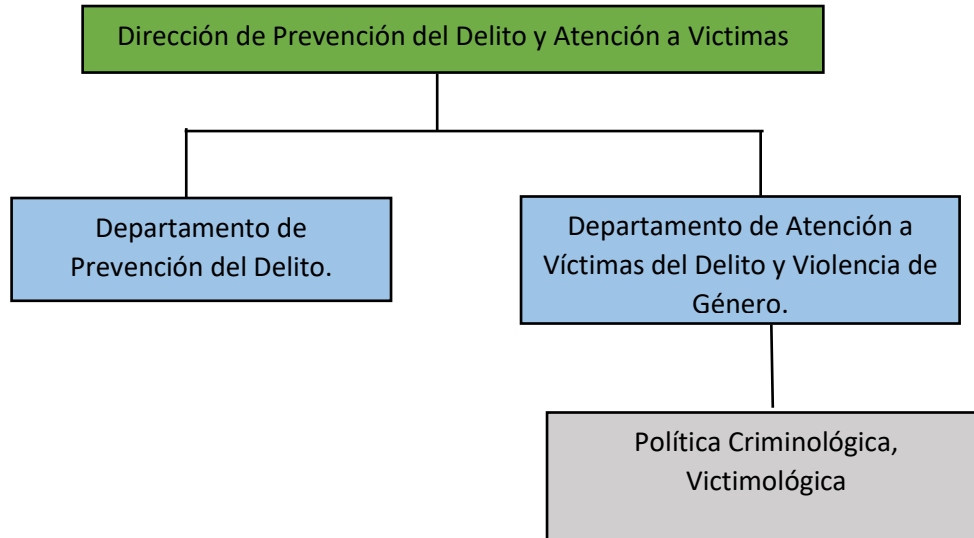 Dirección de Prevención del Delito y Atención a Victimas
Departamento de
Prevención del Delito.
Departamento de Atención a
Víctimas del Delito y Violencia de
Género.
Política Criminológica,
Victimológica